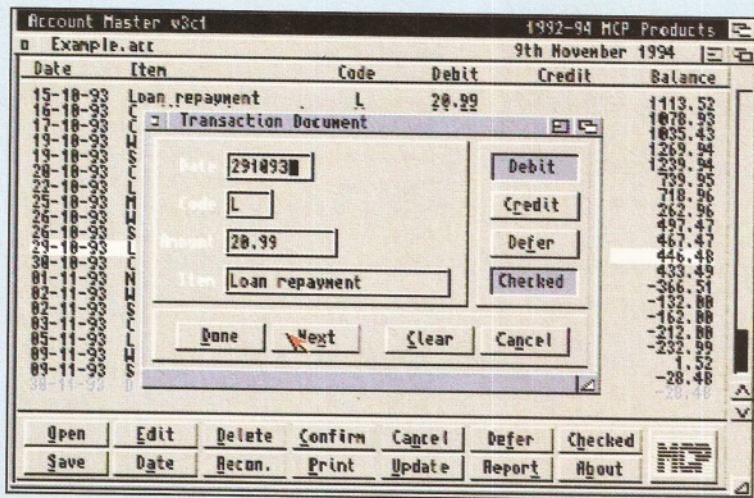 Account Master v3c1 1992-94 MCP Products
Example.acc 9th November 1994
Date Item Code Debit Credit Balance
15-10-93 Loan repayment L 20.99 1113.52
16-10-93 C 1078.93
17-10-93 C 1035.43
19-10-93 W 1269.94
19-10-93 S 1239.94
20-10-93 C 739.95
22-10-93 L 718.96
25-10-93 M 262.96
26-10-93 W 497.47
26-10-93 S 467.47
29-10-93 L 446.48
30-10-93 C 433.49
01-11-93 N -366.51
02-11-93 W -132.00
02-11-93 S -162.00
03-11-93 C -212.00
05-11-93 L -232.99
09-11-93 W 1.52
09-11-93 S -28.48
30-11-93 D -28.48
Transaction Document
Date 291093
Code L
Amount 20.99
Item Loan repayment
Debit
Credit
Defer
Checked
Done Next Clear Cancel
Open Edit Delete Confirm Cancel Defer Checked
Save Date Recon. Print Update Report About
MCP